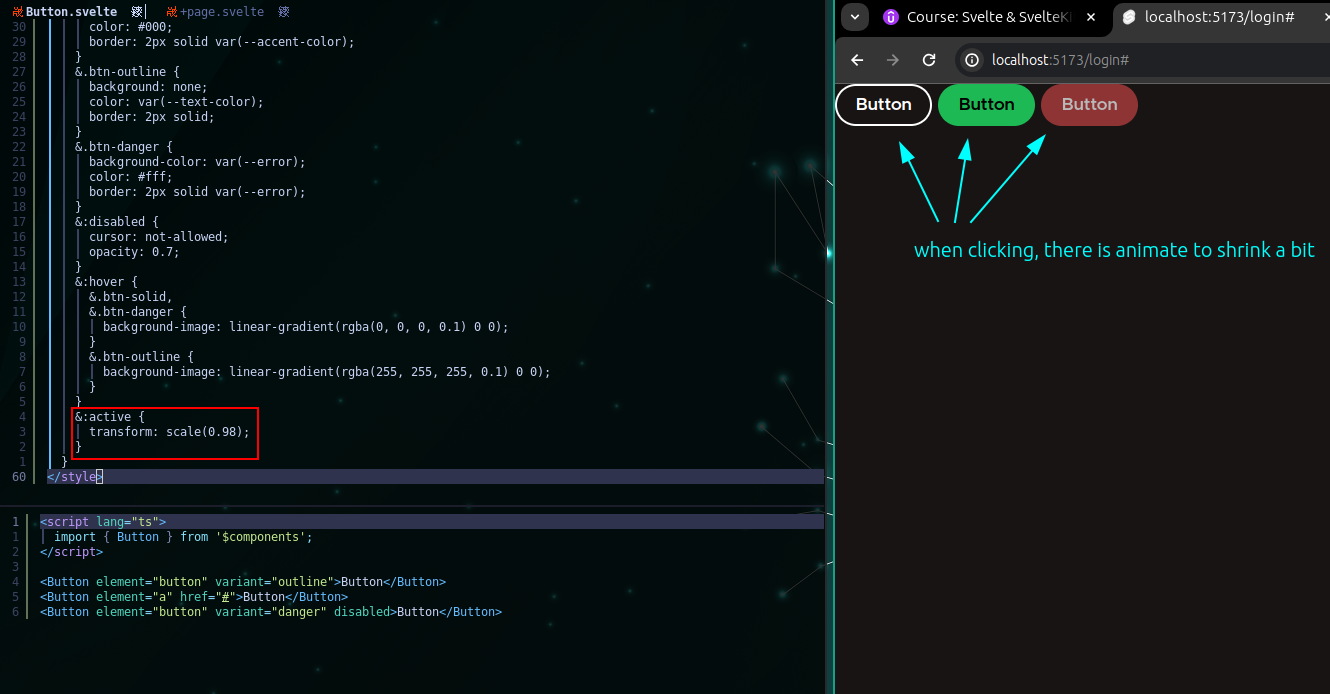 Button.svelte
+page.svelte
30 color: #000;
29 border: 2px solid var(--accent-color);
28 }
27 &.btn-outline {
26 background: none;
25 color: var(--text-color);
24 border: 2px solid;
23 }
22 &.btn-danger {
21 background-color: var(--error);
20 color: #fff;
19 border: 2px solid var(--error);
18 }
17 &:disabled {
16 cursor: not-allowed;
15 opacity: 0.7;
14 }
13 &:hover {
12 &.btn-solid,
11 &.btn-danger {
10 background-image: linear-gradient(rgba(0, 0, 0, 0.1) 0 0);
9 }
8 &.btn-outline {
7 background-image: linear-gradient(rgba(255, 255, 255, 0.1) 0 0);
6 }
5 }
4 &:active {
3 transform: scale(0.98);
2 }
1 }
60 </style>
1 <script lang="ts">
1 import { Button } from '$components';
2 </script>
3
4 <Button element="button" variant="outline">Button</Button>
5 <Button element="a" href="#">Button</Button>
6 <Button element="button" variant="danger" disabled>Button</Button>
Course: Svelte & SvelteKi
localhost:5173/login#
localhost:5173/login#
Button
Button
Button
when clicking, there is animate to shrink a bit